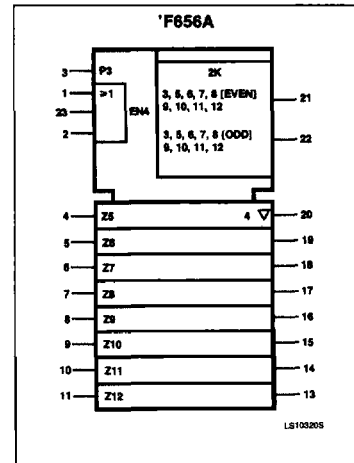 'F656A
3 P3 2K
1 ≥1 3, 5, 6, 7, 8 [EVEN] 21
23 EN4 9, 10, 11, 12
2 3, 5, 6, 7, 8 [ODD] 22
9, 10, 11, 12
4 Z5 4 ▽ 20
5 Z6 19
6 Z7 18
7 Z8 17
8 Z9 16
9 Z10 15
10 Z11 14
11 Z12 13
LS10320S